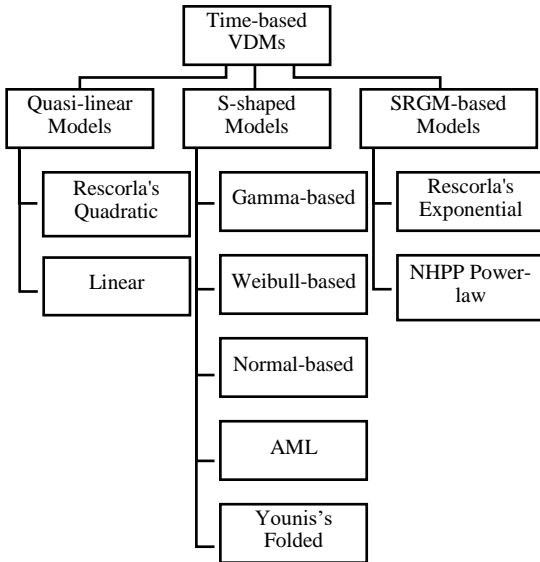 Time-based
VDMs
Quasi-linear
Models
S-shaped
Models
SRGM-based
Models
Rescorla's
Quadratic
Gamma-based
Rescorla's
Exponential
Linear
Weibull-based
NHPP Power-
law
Normal-based
AML
Younis’s
Folded